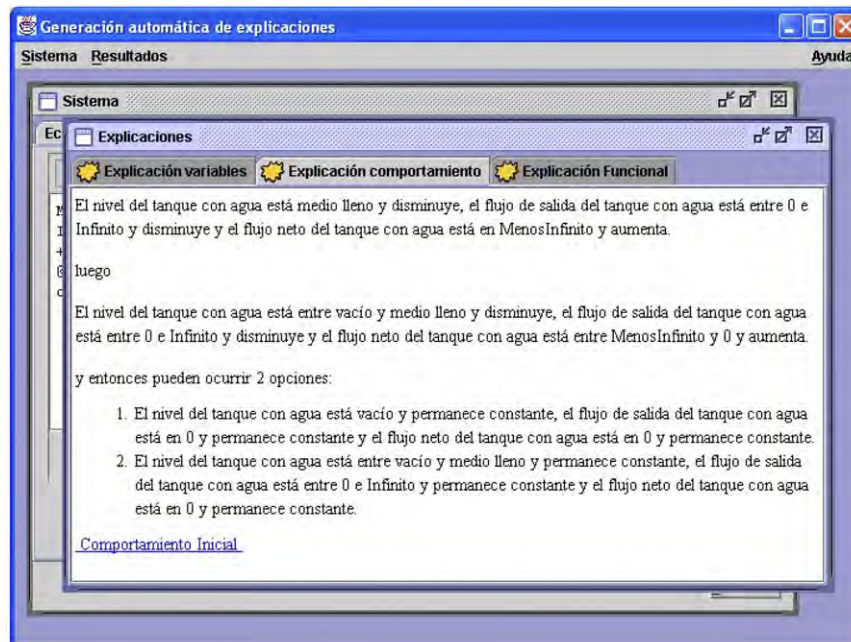 Generación automática de explicaciones
Sistema Resultados Ayuda
Sistema
Ec
Explicaciones
Explicación variables Explicación comportamiento Explicación Funcional
El nivel del tanque con agua está medio lleno y disminuye, el flujo de salida del tanque con agua está entre 0 e
Infinito y disminuye y el flujo neto del tanque con agua está en MenosInfinito y aumenta.
luego
El nivel del tanque con agua está entre vacío y medio lleno y disminuye, el flujo de salida del tanque con agua
está entre 0 e Infinito y disminuye y el flujo neto del tanque con agua está entre MenosInfinito y 0 y aumenta.
y entonces pueden ocurrir 2 opciones:
1. El nivel del tanque con agua está vacío y permanece constante, el flujo de salida del tanque con agua
está en 0 y permanece constante y el flujo neto del tanque con agua está en 0 y permanece constante.
2. El nivel del tanque con agua está entre vacío y medio lleno y permanece constante, el flujo de salida
del tanque con agua está entre 0 e Infinito y permanece constante y el flujo neto del tanque con agua
está en 0 y permanece constante.
Comportamiento Inicial